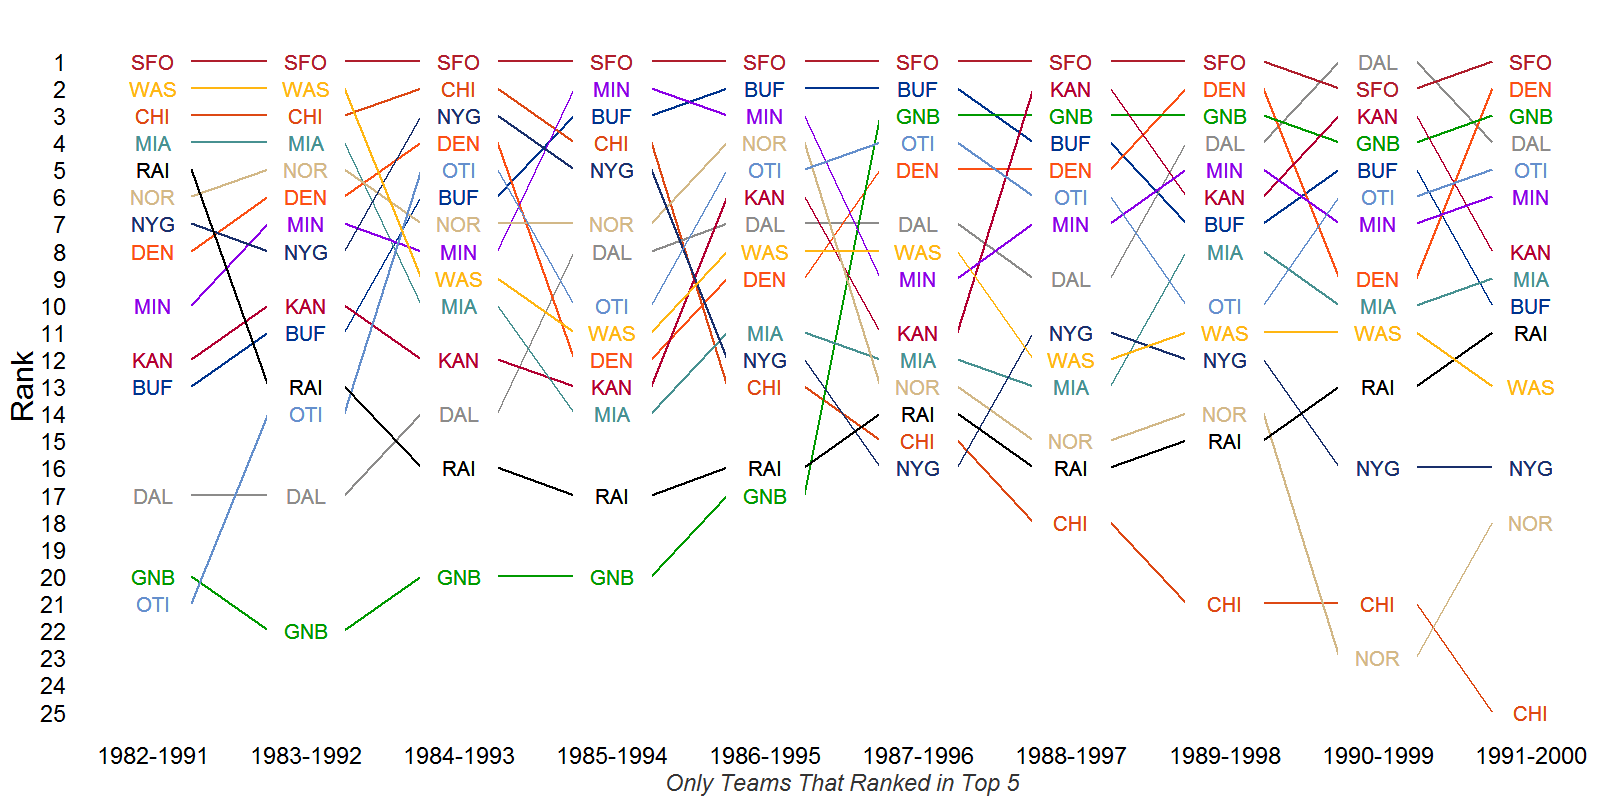 1 SFO SFO SFO SFO SFO SFO SFO SFO DAL SFO
2 WAS WAS CHI MIN BUF BUF KAN DEN SFO DEN
3 CHI CHI NYG BUF MIN GNB GNB GNB KAN GNB
4 MIA MIA DEN CHI NOR OTI BUF DAL GNB DAL
5 RAI NOR OTI NYG OTI DEN DEN MIN BUF OTI
6 NOR DEN BUF KAN OTI KAN OTI MIN
7 NYG MIN NOR NOR DAL DAL MIN BUF MIN
8 DEN NYG MIN DAL WAS WAS MIA KAN
9 WAS DEN MIN DAL DEN MIA
10 MIN KAN MIA OTI OTI MIA BUF
11 BUF WAS MIA KAN NYG WAS WAS RAI
12 KAN KAN DEN NYG MIA WAS NYG
13 BUF RAI KAN CHI NOR MIA RAI WAS
14 OTI DAL MIA RAI NOR
15 CHI NOR RAI
16 RAI RAI NYG RAI NYG NYG
17 DAL DAL RAI GNB
18 CHI NOR
19
20 GNB GNB GNB
21 OTI CHI CHI
22 GNB
23 NOR
24
25 CHI
Rank
1982-1991 1983-1992 1984-1993 1985-1994 1986-1995 1987-1996 1988-1997 1989-1998 1990-1999 1991-2000
Only Teams That Ranked in Top 5